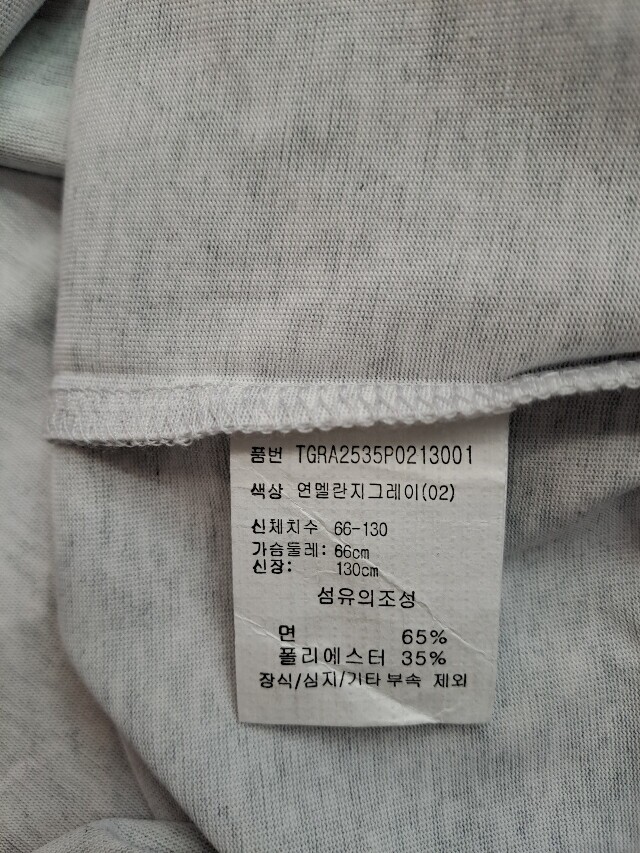 품번 TGRA2535P0213001
색상 연멜란지그레이(02)
신체치수 66-130
가슴둘레: 66cm
신장: 130cm
섬유의조성
면 65%
폴리에스터 35%
장식/심지/기타 부속 제외